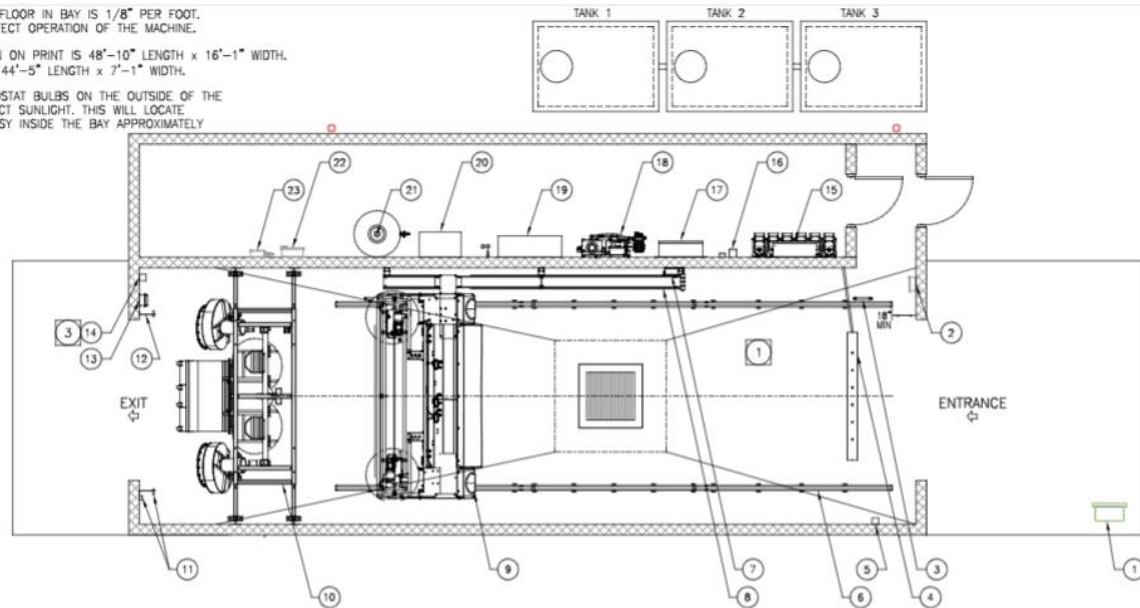 FLOOR IN BAY IS 1/8" PER FOOT.
FECT OPERATION OF THE MACHINE.
N ON PRINT IS 48'-10" LENGTH x 16'-1" WIDTH.
44'-5" LENGTH x 7'-1" WIDTH.
OSTAT BULBS ON THE OUTSIDE OF THE
CT SUNLIGHT. THIS WILL LOCATE
SY INSIDE THE BAY APPROXIMATELY
TANK 1
TANK 2
TANK 3
23
22
21
20
19
18
17
16
15
3
14
13
12
18"
MIN
2
1
EXIT
ENTRANCE
11
10
9
8
7
6
5
4
3
1